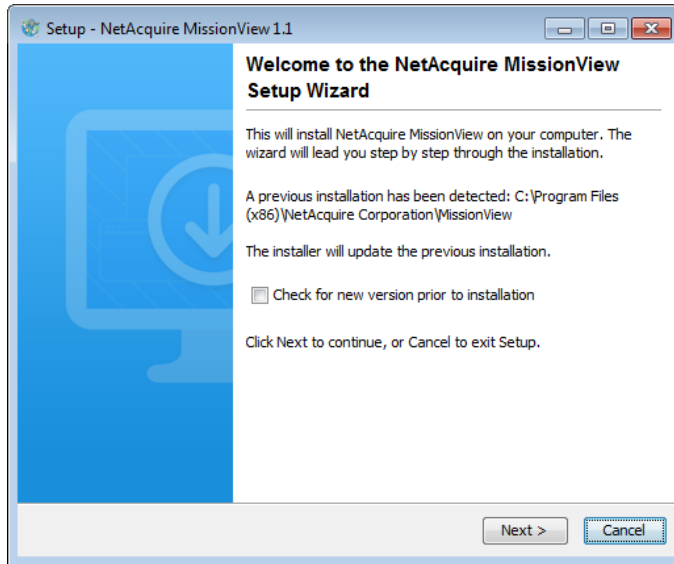 Setup - NetAcquire MissionView 1.1
Welcome to the NetAcquire MissionView
Setup Wizard
This will install NetAcquire MissionView on your computer. The
wizard will lead you step by step through the installation.
A previous installation has been detected: C:\Program Files
(x86)\NetAcquire Corporation\MissionView
The installer will update the previous installation.
Check for new version prior to installation
Click Next to continue, or Cancel to exit Setup.
Next >
Cancel